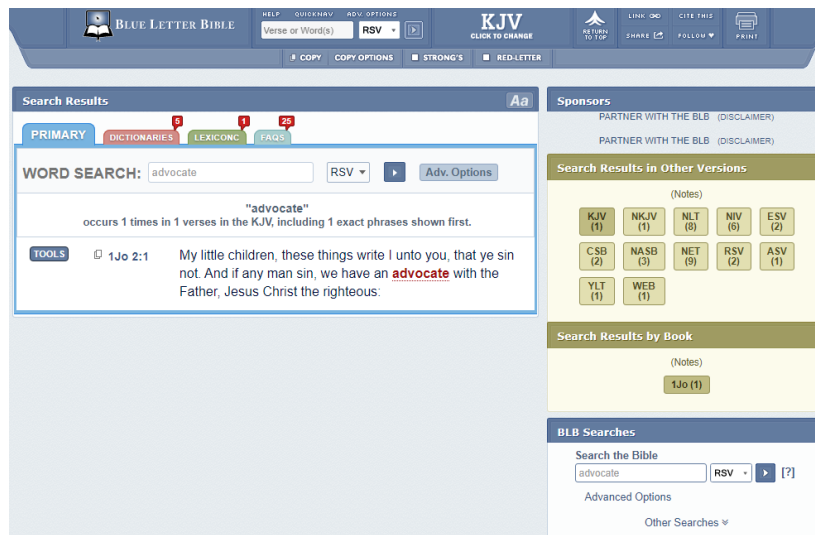 BLUE LETTER BIBLE
HELP QUICKNAV ADV. OPTIONS
Verse or Word(s) RSV
KJV
CLICK TO CHANGE
RETURN
TO TOP
LINK CITE THIS
SHARE FOLLOW
PRINT
COPY COPY OPTIONS STRONG'S RED-LETTER
Search Results Aa
5 1 25
PRIMARY DICTIONARIES LEXICONC FAQS
WORD SEARCH: advocate RSV Adv. Options
"advocate"
occurs 1 times in 1 verses in the KJV, including 1 exact phrases shown first.
TOOLS 1Jo 2:1 My little children, these things write I unto you, that ye sin
not. And if any man sin, we have an advocate with the
Father, Jesus Christ the righteous:
Sponsors
PARTNER WITH THE BLB (DISCLAIMER)
PARTNER WITH THE BLB (DISCLAIMER)
Search Results in Other Versions
(Notes)
KJV NKJV NLT NIV ESV
(1) (1) (8) (6) (2)
CSB NASB NET RSV ASV
(2) (3) (9) (2) (1)
YLT WEB
(1) (1)
Search Results by Book
(Notes)
1Jo (1)
BLB Searches
Search the Bible
advocate RSV [?]
Advanced Options
Other Searches